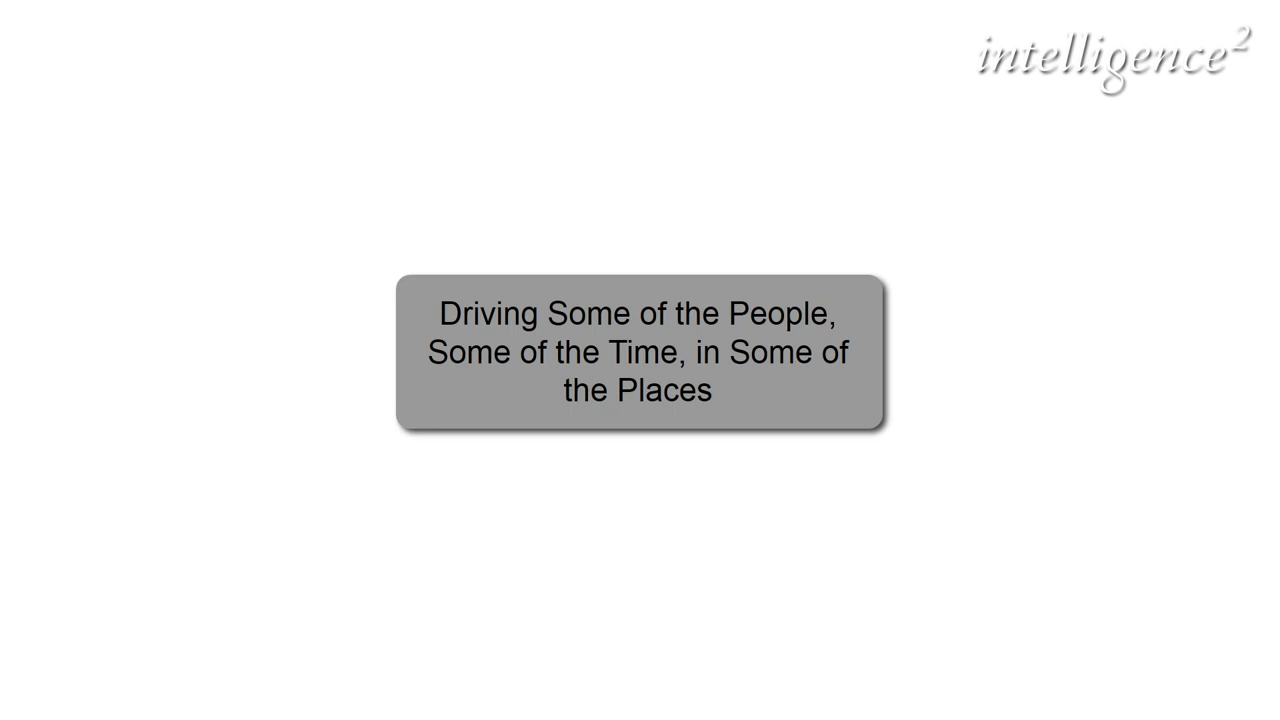 intelligence²
Driving Some of the People,
Some of the Time, in Some of
the Places